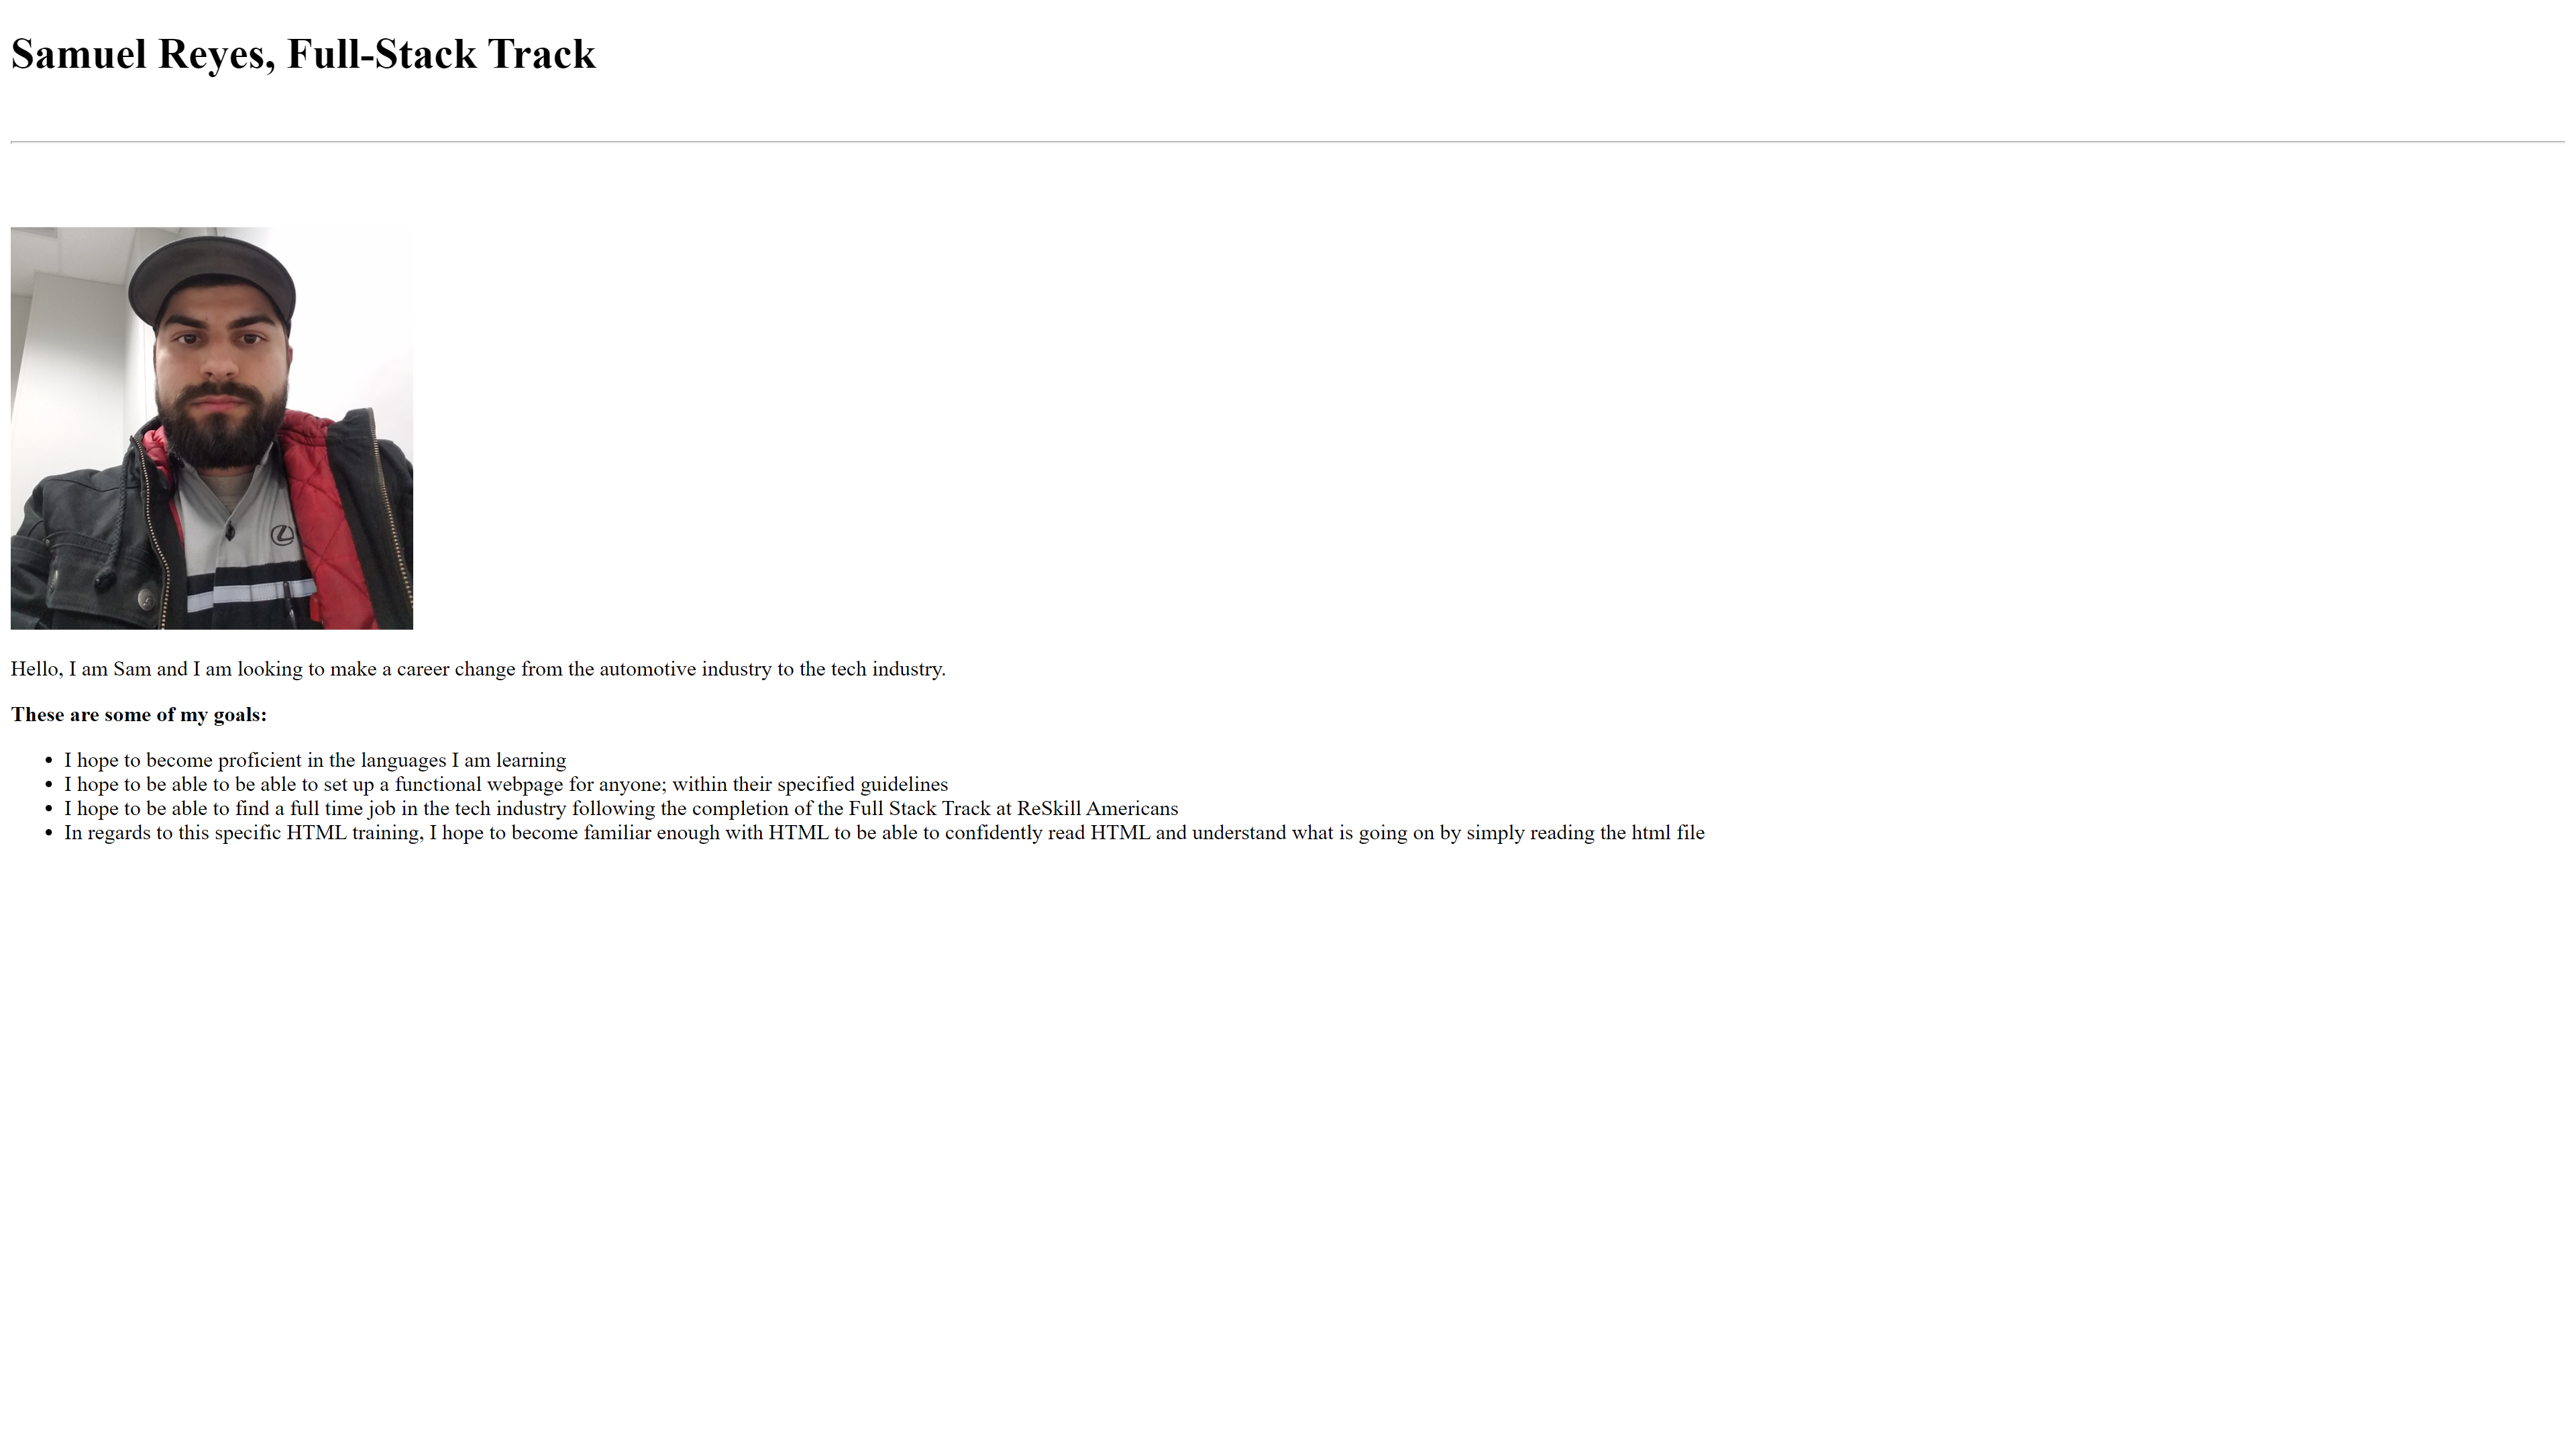 Samuel Reyes, Full-Stack Track
Hello, I am Sam and I am looking to make a career change from the automotive industry to the tech industry.
These are some of my goals:
I hope to become proficient in the languages I am learning
I hope to be able to be able to set up a functional webpage for anyone; within their specified guidelines
I hope to be able to find a full time job in the tech industry following the completion of the Full Stack Track at ReSkill Americans
In regards to this specific HTML training, I hope to become familiar enough with HTML to be able to confidently read HTML and understand what is going on by simply reading the html file